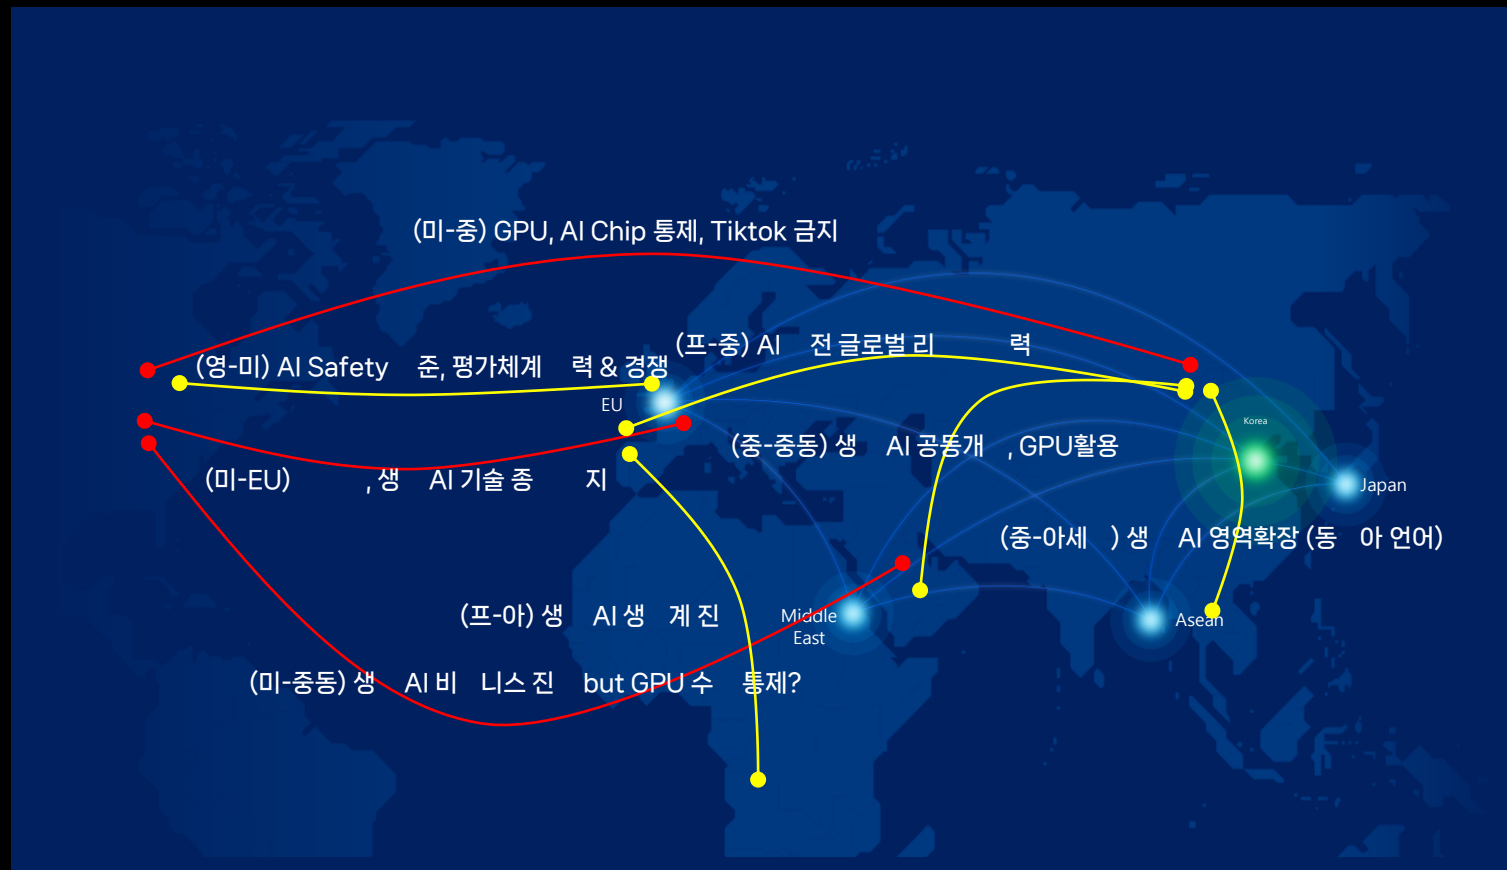 (미-중) GPU, AI Chip 통제, Tiktok 금지
(프-중) AI 전 글로벌 리 력
(영-미) AI Safety 준, 평가체계 력 & 경쟁
EU
Korea
(중-중동) 생 AI 공동개 , GPU활용
(미-EU) , 생 AI 기술 종 지
Japan
(중-아세 ) 생 AI 영역확장 (동 아 언어)
(프-아) 생 AI 생 계 진
Middle
East
Asean
(미-중동) 생 AI 비 니스 진 but GPU 수 통제?